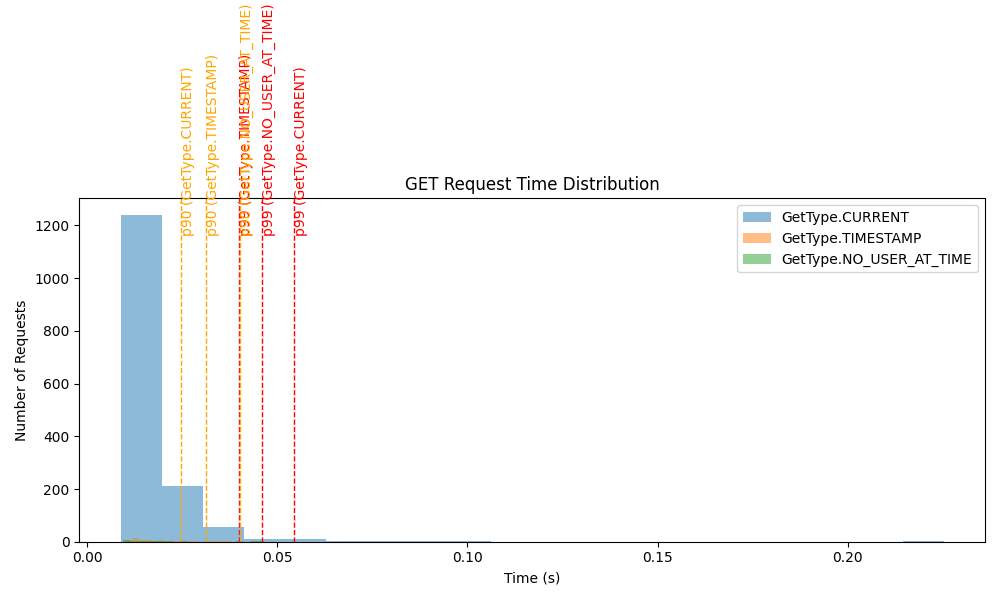 p90 (GetType.CURRENT)
p90 (GetType.TIMESTAMP)
p99 (GetType.TIMESTAMP)
p90 (GetType.NO_USER_AT_TIME)
p99 (GetType.NO_USER_AT_TIME)
p99 (GetType.CURRENT)
GET Request Time Distribution
GetType.CURRENT
GetType.TIMESTAMP
GetType.NO_USER_AT_TIME
Number of Requests
1200
1000
800
600
400
200
0
0.00 0.05 0.10 0.15 0.20
Time (s)